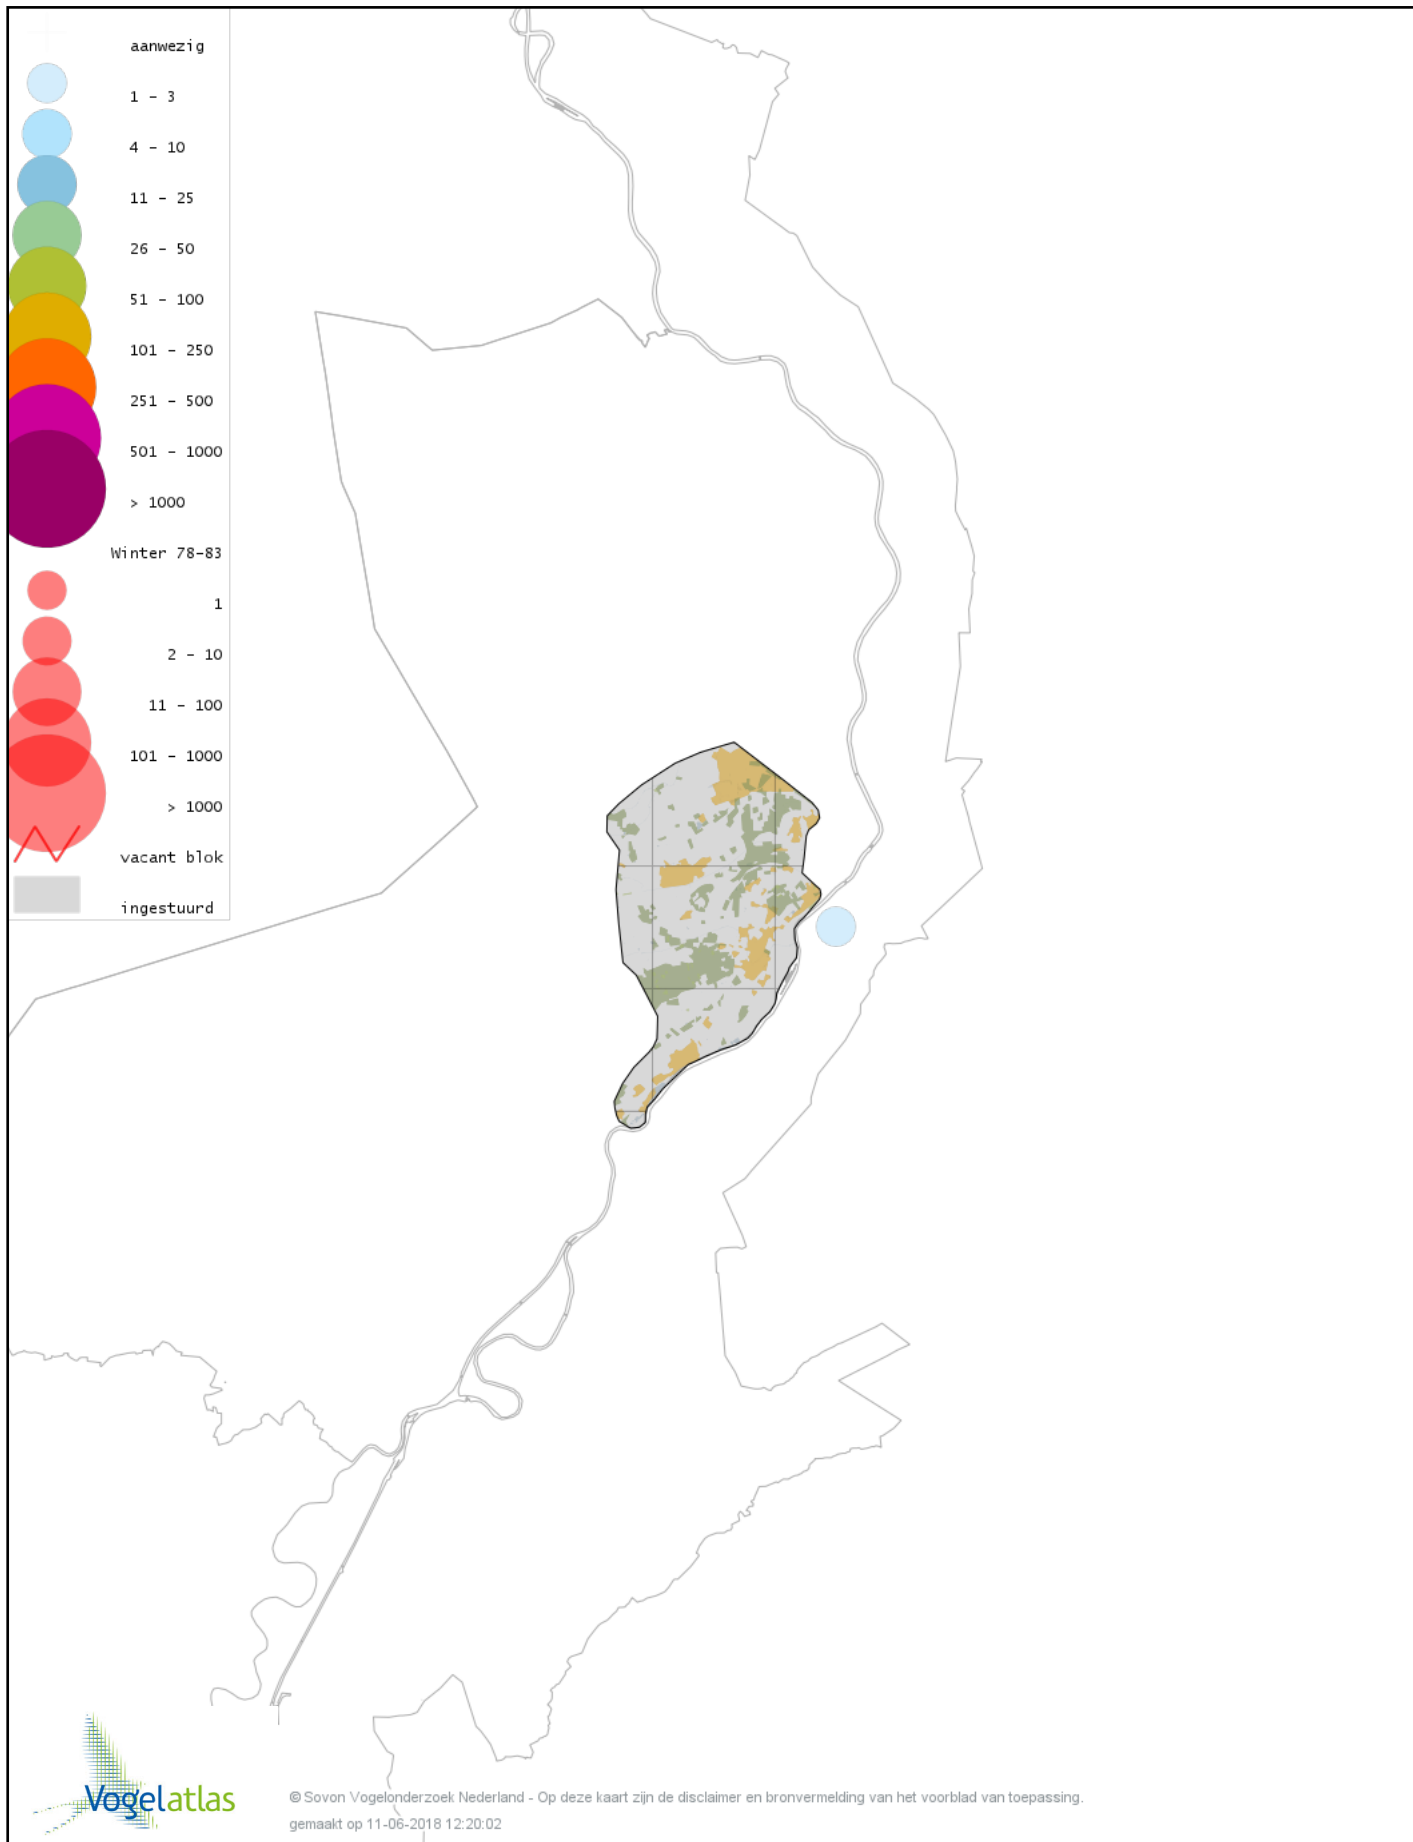 aanwezig
1 - 3
4 - 10
11 - 25
26 - 50
51 - 100
101 - 250
251 - 500
501 - 1000
> 1000
Winter 78-83
1
2 - 10
11 - 100
101 - 1000
> 1000
vacant blok
ingestuurd
Vogelatlas
© Sovon Vogelonderzoek Nederland - Op deze kaart zijn de disclaimer en bronvermelding van het voorblad van toepassing.
gemaakt op 11-06-2018 12:20:02